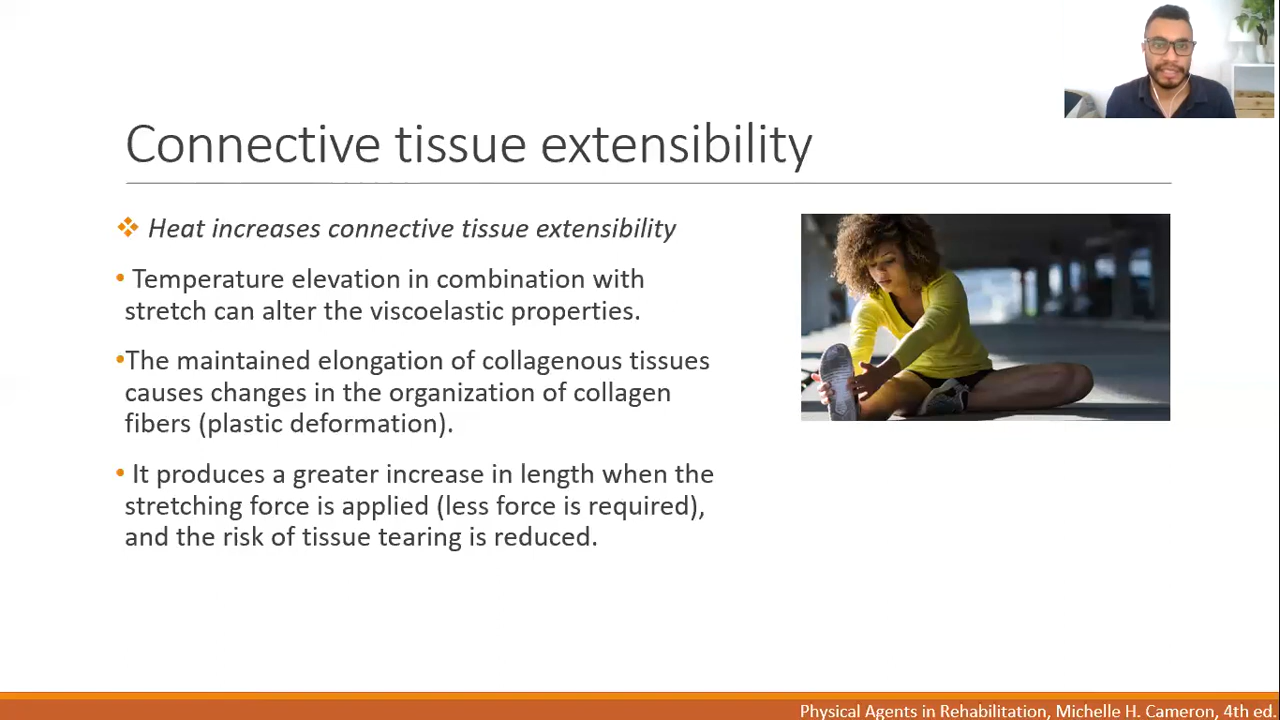 Connective tissue extensibility
❖ Heat increases connective tissue extensibility
• Temperature elevation in combination with
stretch can alter the viscoelastic properties.
•The maintained elongation of collagenous tissues
causes changes in the organization of collagen
fibers (plastic deformation).
• It produces a greater increase in length when the
stretching force is applied (less force is required),
and the risk of tissue tearing is reduced.
Physical Agents in Rehabilitation, Michelle H. Cameron, 4th ed.